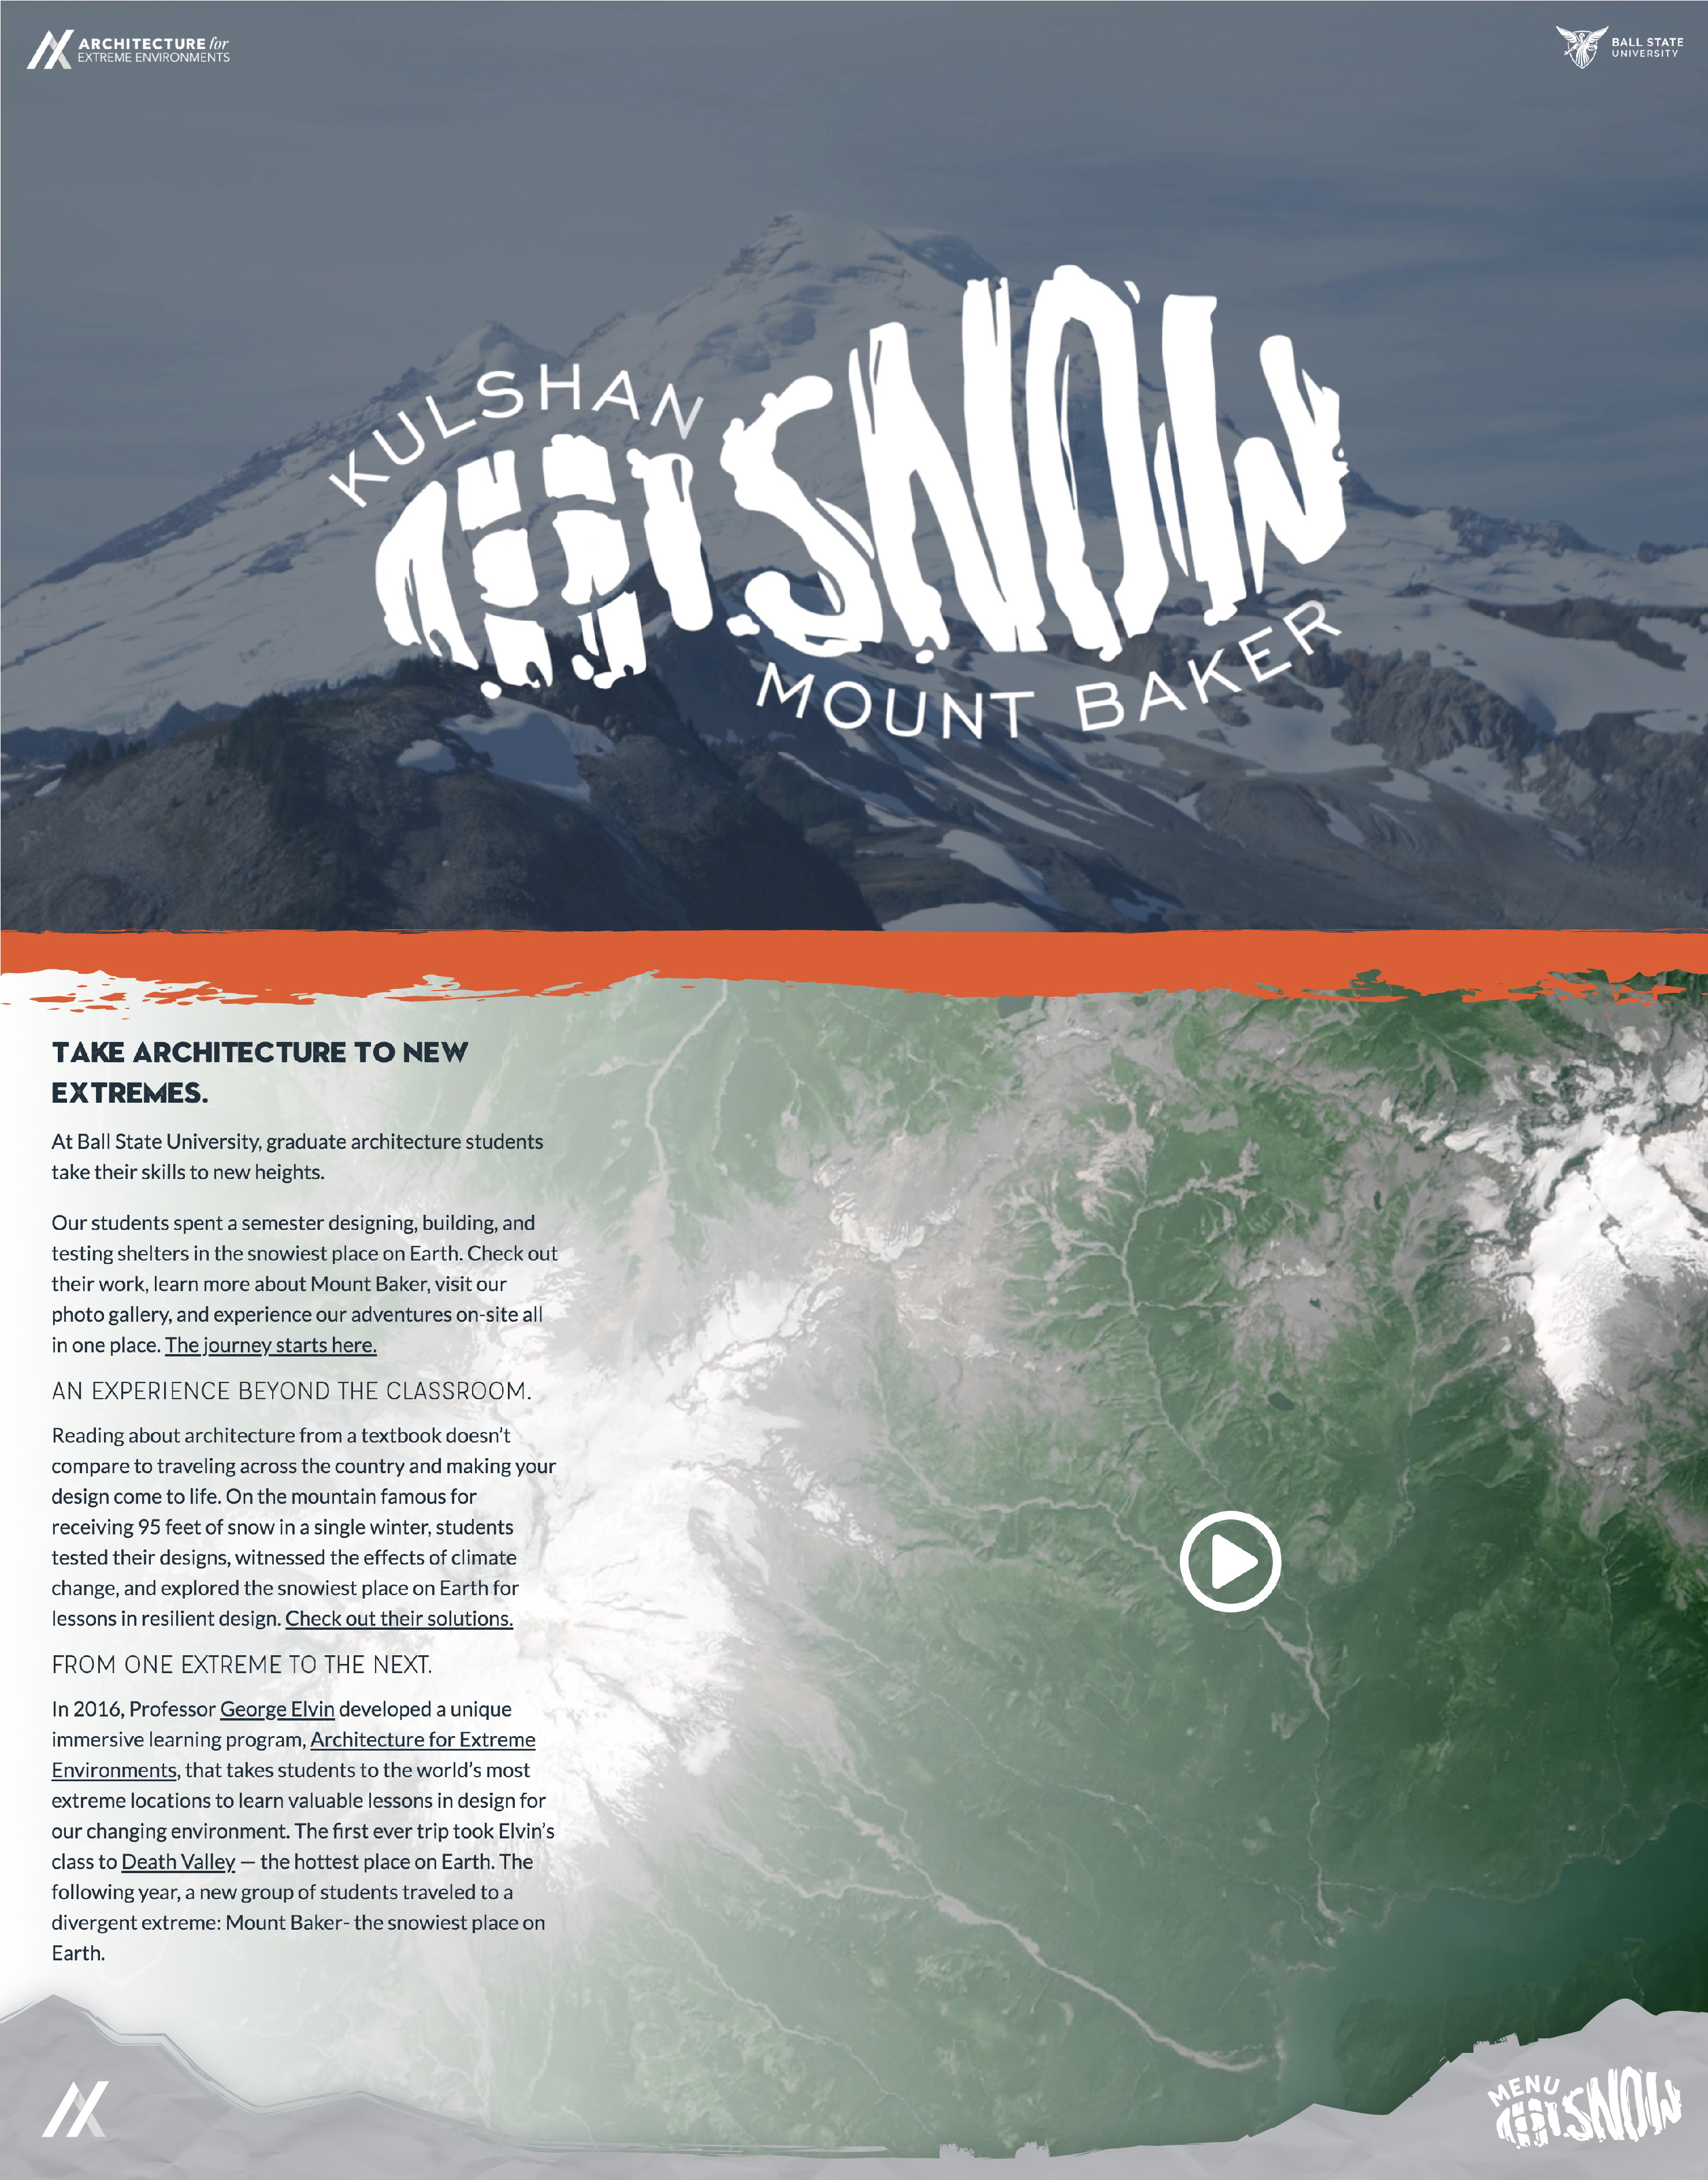 ARCHITECTURE for
EXTREME ENVIRONMENTS
BALL STATE
UNIVERSITY
KULSHAN
SNOW
MOUNT BAKER
TAKE ARCHITECTURE TO NEW
EXTREMES.
At Ball State University, graduate architecture students
take their skills to new heights.
Our students spent a semester designing, building, and
testing shelters in the snowiest place on Earth. Check out
their work, learn more about Mount Baker, visit our
photo gallery, and experience our adventures on-site all
in one place. The journey starts here.
AN EXPERIENCE BEYOND THE CLASSROOM.
Reading about architecture from a textbook doesn’t
compare to traveling across the country and making your
design come to life. On the mountain famous for
receiving 95 feet of snow in a single winter, students
tested their designs, witnessed the effects of climate
change, and explored the snowiest place on Earth for
lessons in resilient design. Check out their solutions.
FROM ONE EXTREME TO THE NEXT.
In 2016, Professor George Elvin developed a unique
immersive learning program, Architecture for Extreme
Environments, that takes students to the world’s most
extreme locations to learn valuable lessons in design for
our changing environment. The first ever trip took Elvin’s
class to Death Valley — the hottest place on Earth. The
following year, a new group of students traveled to a
divergent extreme: Mount Baker- the snowiest place on
Earth.
MENU
SNOW